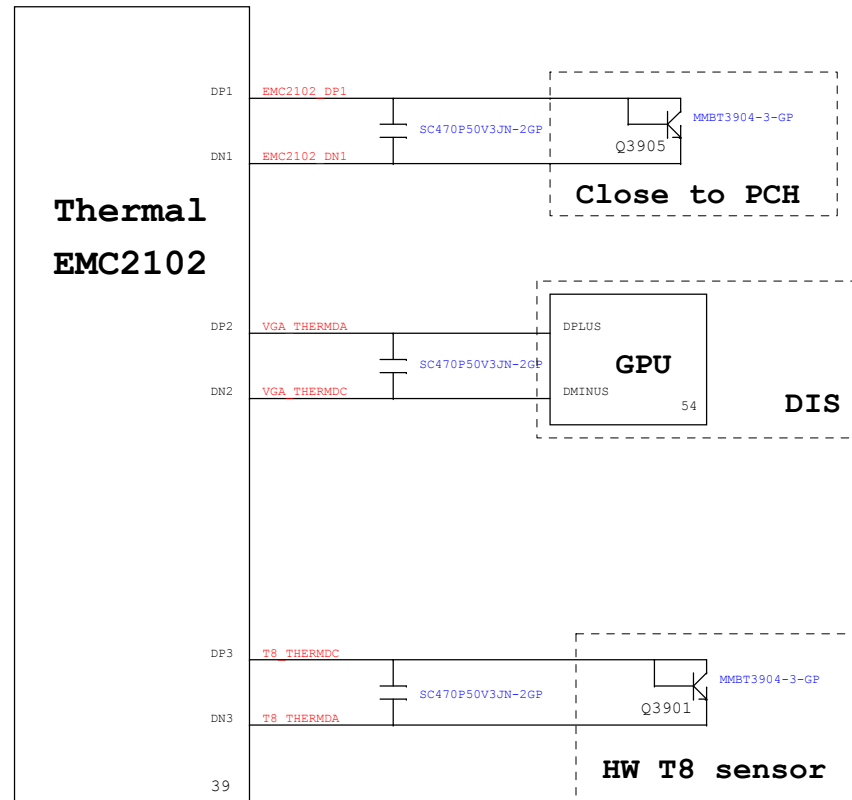 DP1 EMC2102_DP1
MMBT3904-3-GP
SC470P50V3JN-2GP
Q3905
DN1 EMC2102_DN1
Close to PCH
Thermal
EMC2102
DP2 VGA_THERMDA
DPLUS
SC470P50V3JN-2GP
GPU
DN2 VGA_THERMDC
DMINUS
54
DIS
DP3 T8_THERMDC
MMBT3904-3-GP
SC470P50V3JN-2GP
Q3901
DN3 T8_THERMDA
HW T8 sensor
39